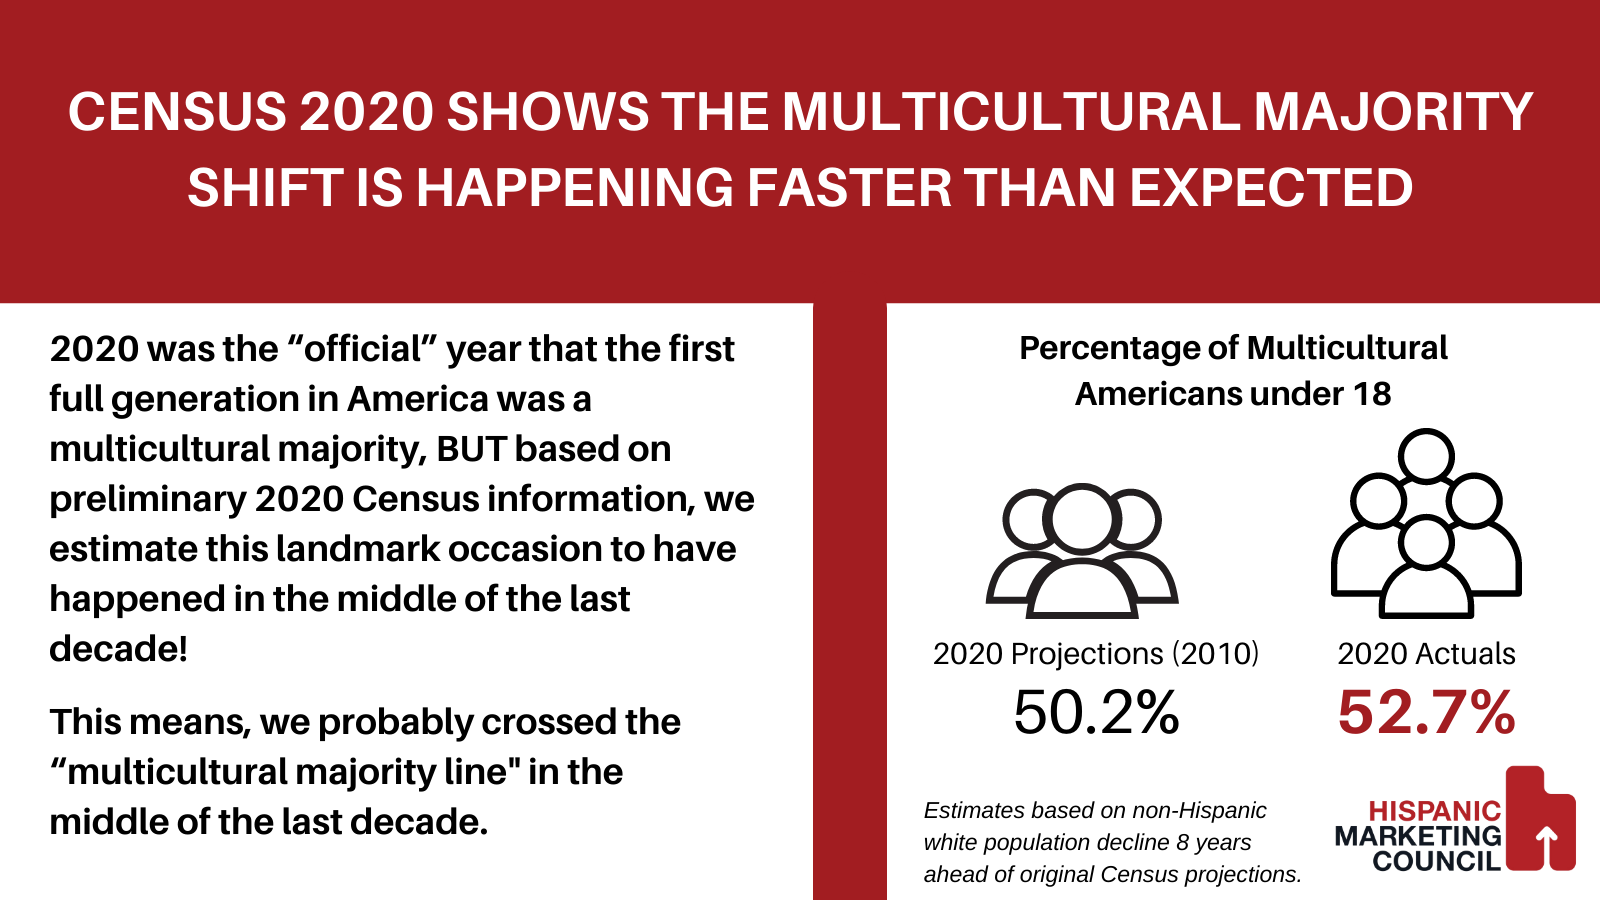 CENSUS 2020 SHOWS THE MULTICULTURAL MAJORITY
SHIFT IS HAPPENING FASTER THAN EXPECTED
2020 was the “official” year that the first
full generation in America was a
multicultural majority, BUT based on
preliminary 2020 Census information, we
estimate this landmark occasion to have
happened in the middle of the last
decade!
This means, we probably crossed the
“multicultural majority line" in the
middle of the last decade.
Percentage of Multicultural
Americans under 18
2020 Projections (2010)
50.2%
2020 Actuals
52.7%
Estimates based on non-Hispanic
white population decline 8 years
ahead of original Census projections.
HISPANIC
MARKETING
COUNCIL